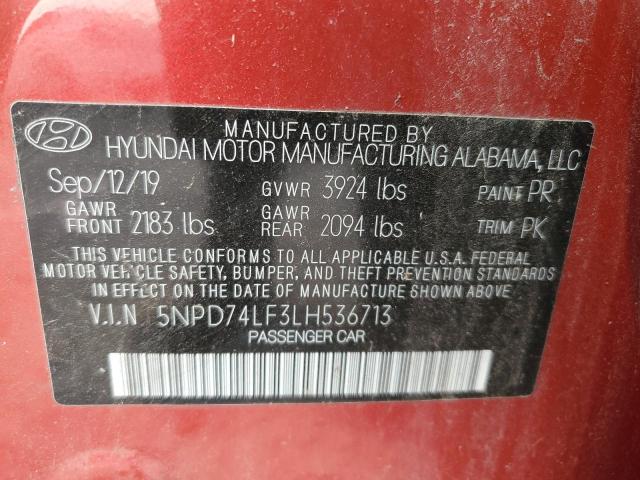 MANUFACTURED BY
HYUNDAI MOTOR MANUFACTURING ALABAMA, LLC
Sep/12/19 GVWR 3924 lbs PAINT PR
GAWR FRONT 2183 lbs GAWR REAR 2094 lbs TRIM PK
THIS VEHICLE CONFORMS TO ALL APPLICABLE U.S.A. FEDERAL
MOTOR VEHICLE SAFETY, BUMPER, AND THEFT PREVENTION STANDARDS
IN EFFECT ON THE DATE OF MANUFACTURE SHOWN ABOVE.
V.I.N 5NPD74LF3LH536713
PASSENGER CAR